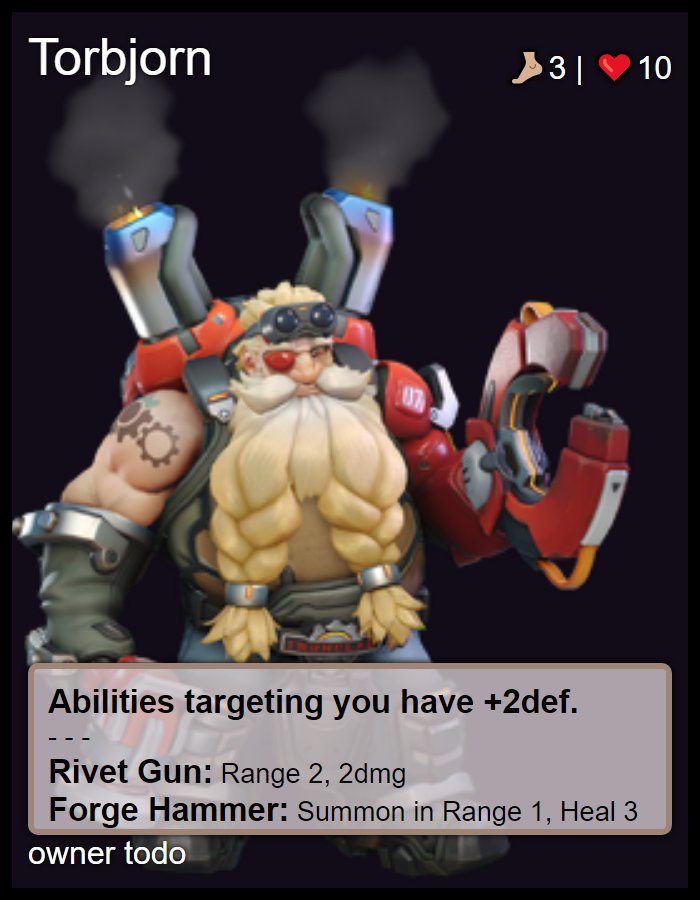 Torbjorn
🦶🏼3 | ❤️10
07
Abilities targeting you have +2def.
- - -
Rivet Gun: Range 2, 2dmg
Forge Hammer: Summon in Range 1, Heal 3
owner todo